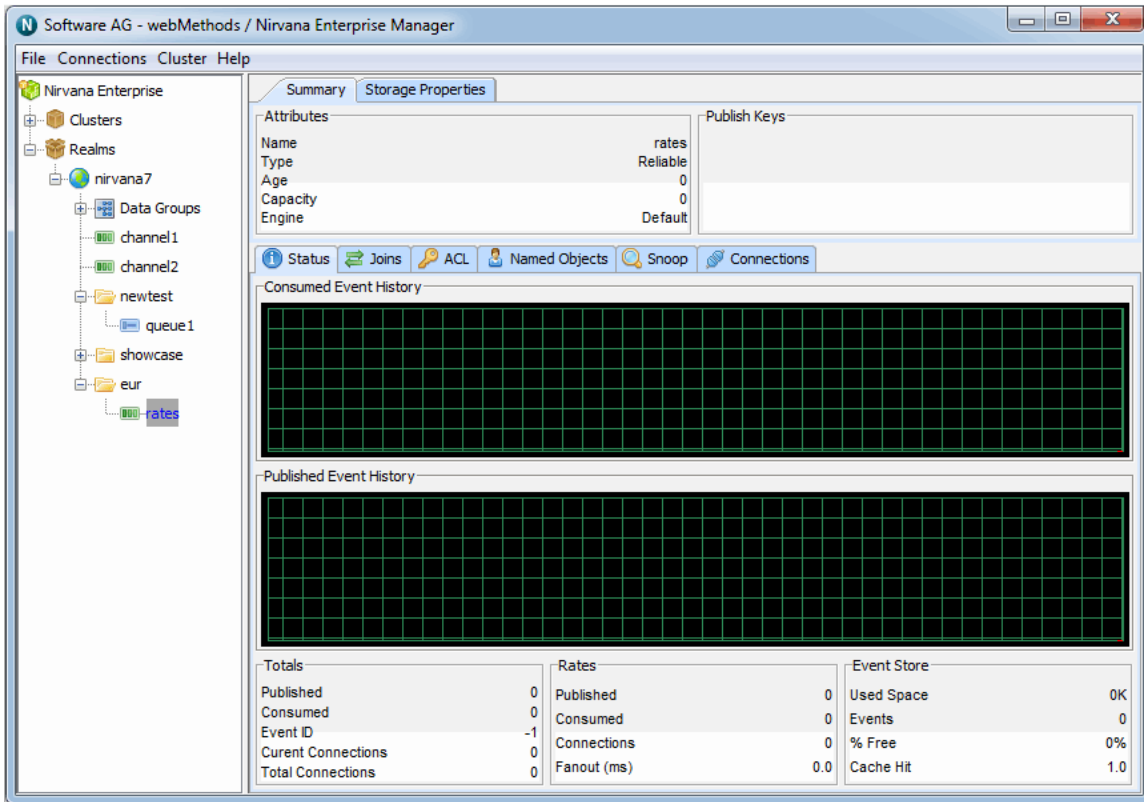 Software AG - webMethods / Nirvana Enterprise Manager
File Connections Cluster Help
Nirvana Enterprise
Clusters
Realms
nirvana7
Data Groups
channel1
channel2
newtest
queue1
showcase
eur
rates
Summary Storage Properties
Attributes
Name rates
Type Reliable
Age 0
Capacity 0
Engine Default
Publish Keys
Status Joins ACL Named Objects Snoop Connections
Consumed Event History
Published Event History
Totals
Published 0
Consumed 0
Event ID -1
Curent Connections 0
Total Connections 0
Rates
Published 0
Consumed 0
Connections 0
Fanout (ms) 0.0
Event Store
Used Space 0K
Events 0
% Free 0%
Cache Hit 1.0